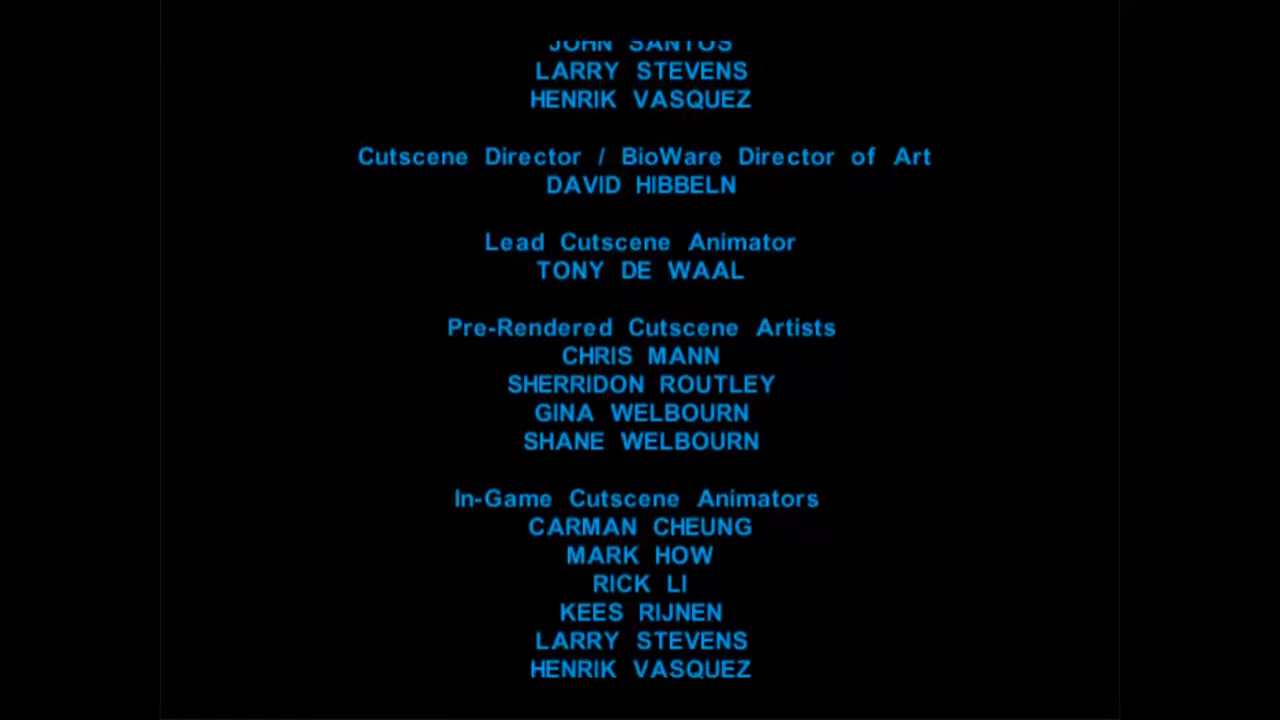 JOHN SANTOS
LARRY STEVENS
HENRIK VASQUEZ
Cutscene Director / BioWare Director of Art
DAVID HIBBELN
Lead Cutscene Animator
TONY DE WAAL
Pre-Rendered Cutscene Artists
CHRIS MANN
SHERRIDON ROUTLEY
GINA WELBOURN
SHANE WELBOURN
In-Game Cutscene Animators
CARMAN CHEUNG
MARK HOW
RICK LI
KEES RIJNEN
LARRY STEVENS
HENRIK VASQUEZ